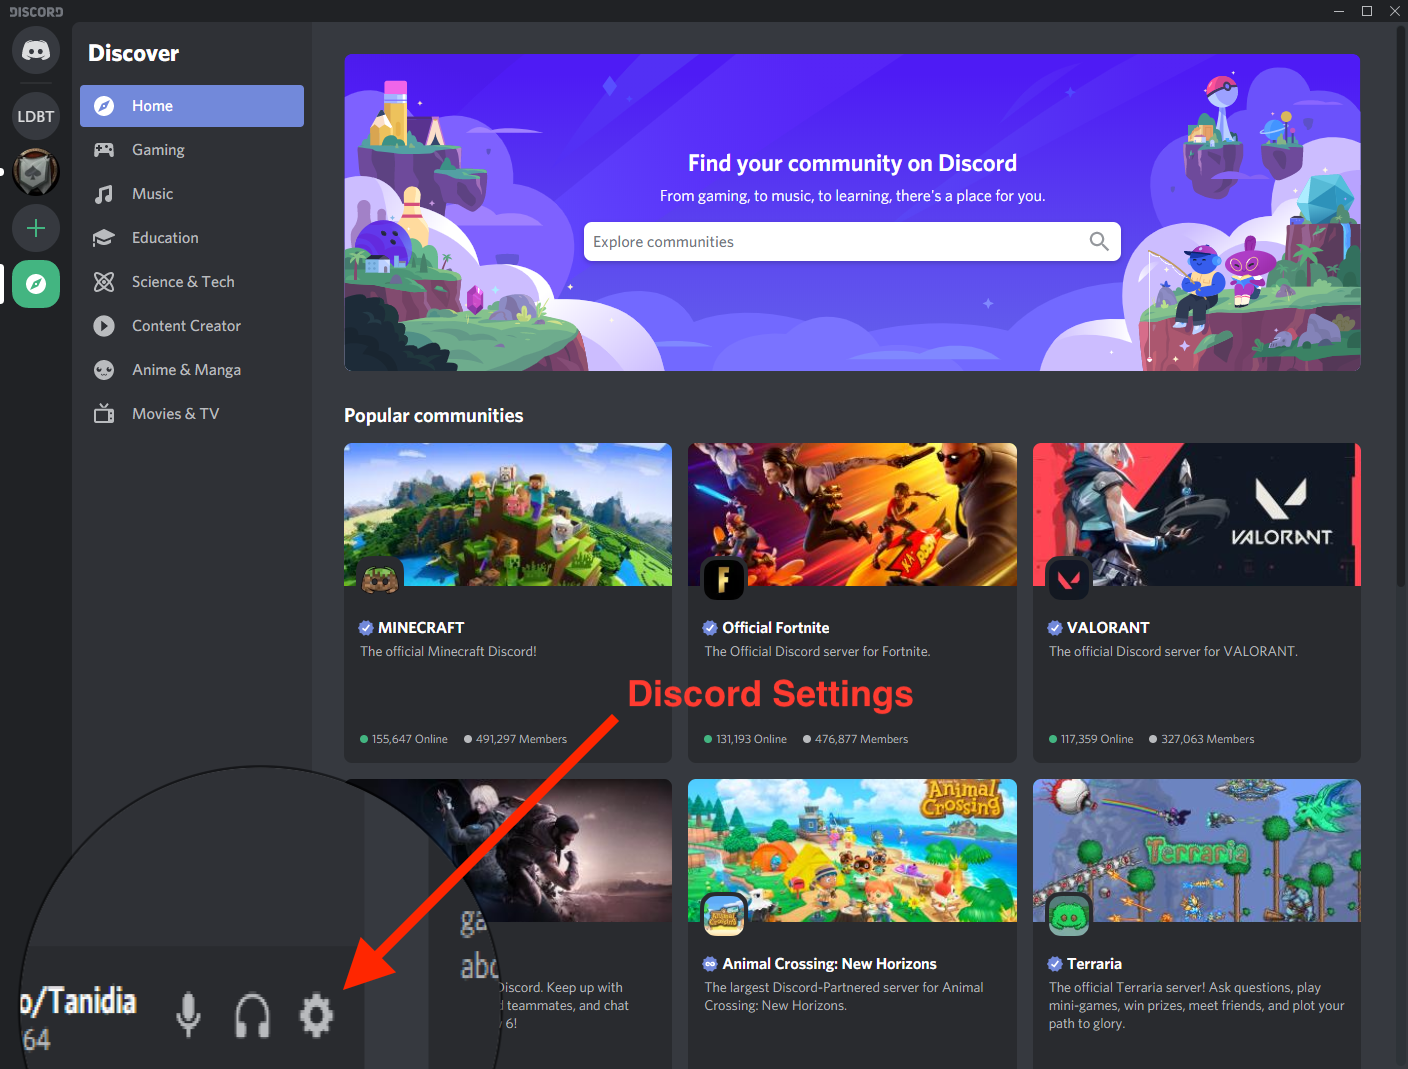 DISCORD
Discover
LDBT
Home
Gaming
Music
Education
Science & Tech
Content Creator
Anime & Manga
Movies & TV
Find your community on Discord
From gaming, to music, to learning, there's a place for you.
Explore communities
Popular communities
VALORANT
MINECRAFT
The official Minecraft Discord!
155,647 Online
491,297 Members
F
Official Fortnite
The Official Discord server for Fortnite.
131,193 Online
476,877 Members
VALORANT
The official Discord server for VALORANT.
117,359 Online
327,063 Members
Discord Settings
ga
abo
Discord. Keep up with
teammates, and chat
6!
Animal
Crossing
Animal Crossing: New Horizons
The largest Discord-Partnered server for Animal
Crossing: New Horizons.
Terraria
Terraria
The official Terraria server! Ask questions, play
mini-games, win prizes, meet friends, and plot your
path to glory.
o/Tanidia
64